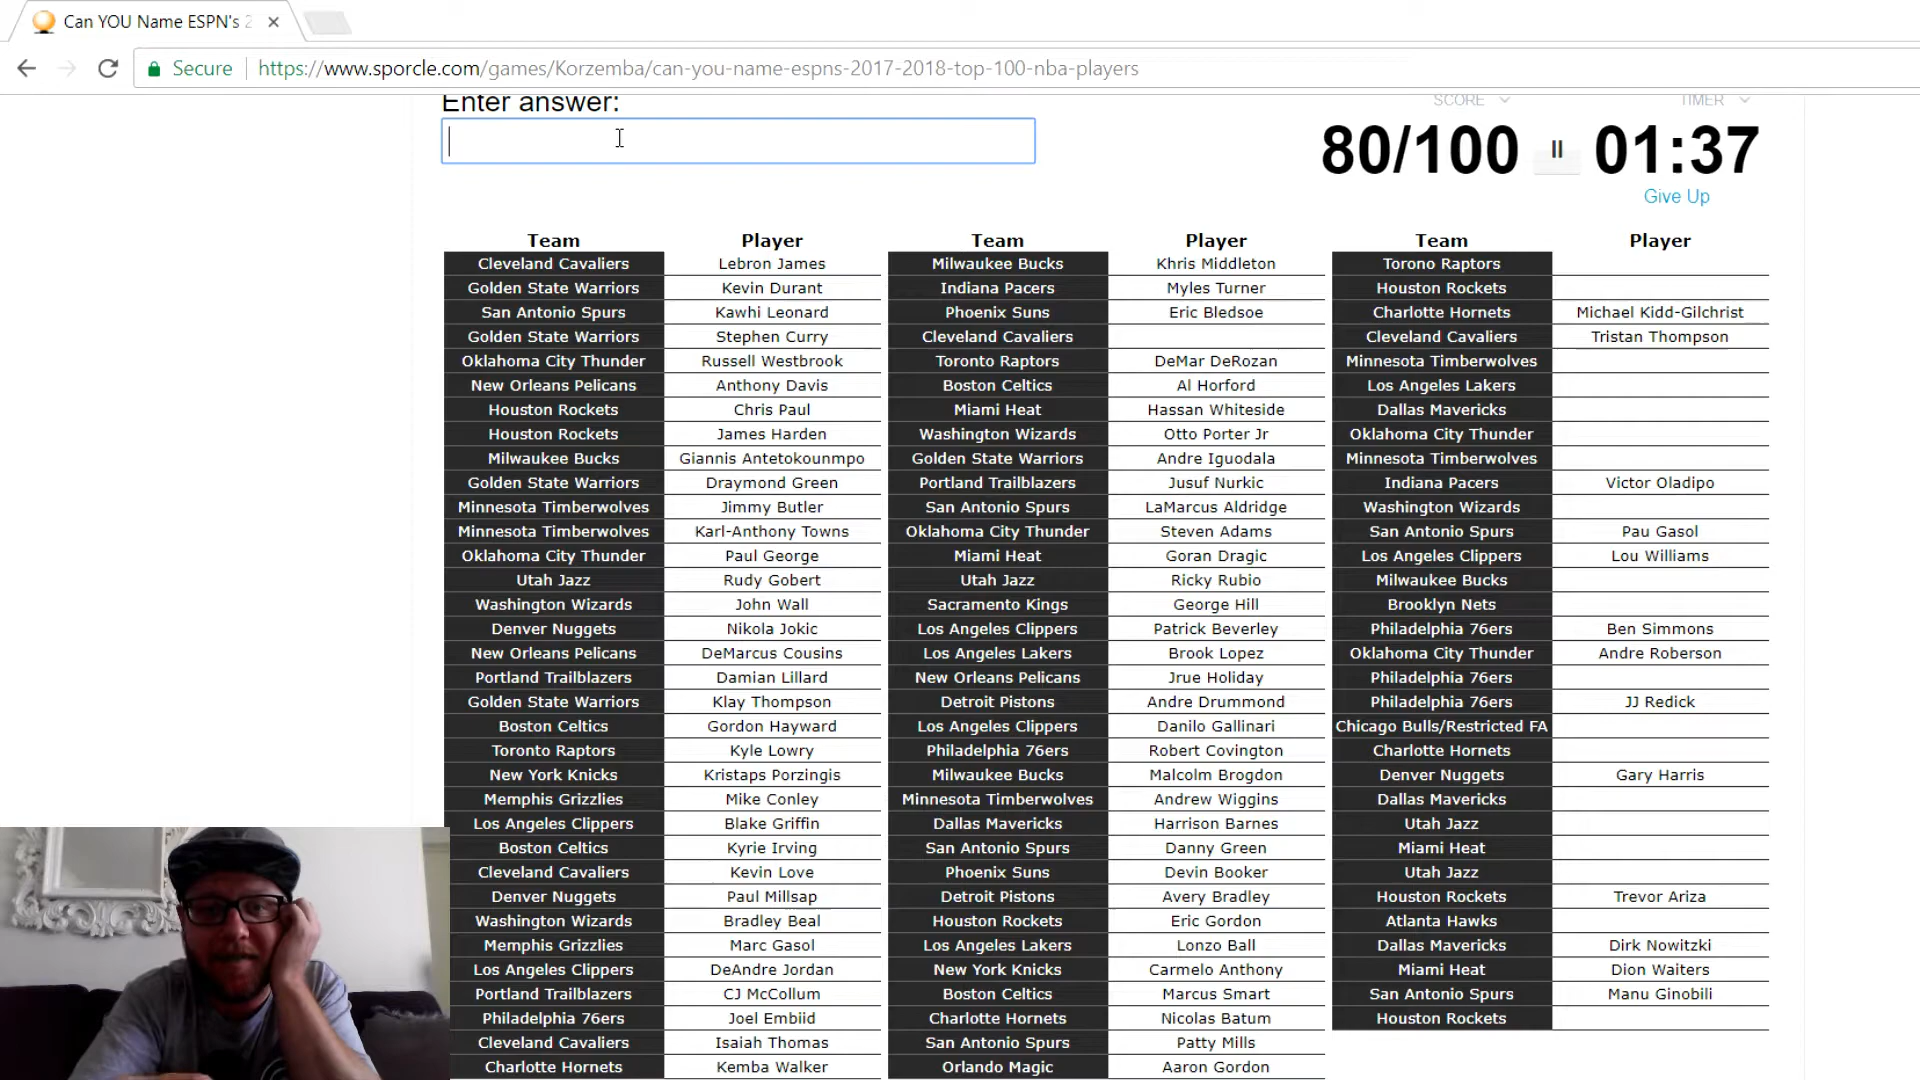 Can YOU Name ESPN's 2
Secure https://www.sporcle.com/games/Korzemba/can-you-name-espns-2017-2018-top-100-nba-players
Enter answer:
SCORE TIMER
80/100 01:37
Give Up
Team Player Team Player Team Player
Cleveland Cavaliers Lebron James Milwaukee Bucks Khris Middleton Torono Raptors
Golden State Warriors Kevin Durant Indiana Pacers Myles Turner Houston Rockets
San Antonio Spurs Kawhi Leonard Phoenix Suns Eric Bledsoe Charlotte Hornets Michael Kidd-Gilchrist
Golden State Warriors Stephen Curry Cleveland Cavaliers Cleveland Cavaliers Tristan Thompson
Oklahoma City Thunder Russell Westbrook Toronto Raptors DeMar DeRozan Minnesota Timberwolves
New Orleans Pelicans Anthony Davis Boston Celtics Al Horford Los Angeles Lakers
Houston Rockets Chris Paul Miami Heat Hassan Whiteside Dallas Mavericks
Houston Rockets James Harden Washington Wizards Otto Porter Jr Oklahoma City Thunder
Milwaukee Bucks Giannis Antetokounmpo Golden State Warriors Andre Iguodala Minnesota Timberwolves
Golden State Warriors Draymond Green Portland Trailblazers Jusuf Nurkic Indiana Pacers Victor Oladipo
Minnesota Timberwolves Jimmy Butler San Antonio Spurs LaMarcus Aldridge Washington Wizards
Minnesota Timberwolves Karl-Anthony Towns Oklahoma City Thunder Steven Adams San Antonio Spurs Pau Gasol
Oklahoma City Thunder Paul George Miami Heat Goran Dragic Los Angeles Clippers Lou Williams
Utah Jazz Rudy Gobert Utah Jazz Ricky Rubio Milwaukee Bucks
Washington Wizards John Wall Sacramento Kings George Hill Brooklyn Nets
Denver Nuggets Nikola Jokic Los Angeles Clippers Patrick Beverley Philadelphia 76ers Ben Simmons
New Orleans Pelicans DeMarcus Cousins Los Angeles Lakers Brook Lopez Oklahoma City Thunder Andre Roberson
Portland Trailblazers Damian Lillard New Orleans Pelicans Jrue Holiday Philadelphia 76ers
Golden State Warriors Klay Thompson Detroit Pistons Andre Drummond Philadelphia 76ers JJ Redick
Boston Celtics Gordon Hayward Los Angeles Clippers Danilo Gallinari Chicago Bulls/Restricted FA
Toronto Raptors Kyle Lowry Philadelphia 76ers Robert Covington Charlotte Hornets
New York Knicks Kristaps Porzingis Milwaukee Bucks Malcolm Brogdon Denver Nuggets Gary Harris
Memphis Grizzlies Mike Conley Minnesota Timberwolves Andrew Wiggins Dallas Mavericks
Los Angeles Clippers Blake Griffin Dallas Mavericks Harrison Barnes Utah Jazz
Boston Celtics Kyrie Irving San Antonio Spurs Danny Green Miami Heat
Cleveland Cavaliers Kevin Love Phoenix Suns Devin Booker Utah Jazz
Denver Nuggets Paul Millsap Detroit Pistons Avery Bradley Houston Rockets Trevor Ariza
Washington Wizards Bradley Beal Houston Rockets Eric Gordon Atlanta Hawks
Memphis Grizzlies Marc Gasol Los Angeles Lakers Lonzo Ball Dallas Mavericks Dirk Nowitzki
Los Angeles Clippers DeAndre Jordan New York Knicks Carmelo Anthony Miami Heat Dion Waiters
Portland Trailblazers CJ McCollum Boston Celtics Marcus Smart San Antonio Spurs Manu Ginobili
Philadelphia 76ers Joel Embiid Charlotte Hornets Nicolas Batum Houston Rockets
Cleveland Cavaliers Isaiah Thomas San Antonio Spurs Patty Mills
Charlotte Hornets Kemba Walker Orlando Magic Aaron Gordon